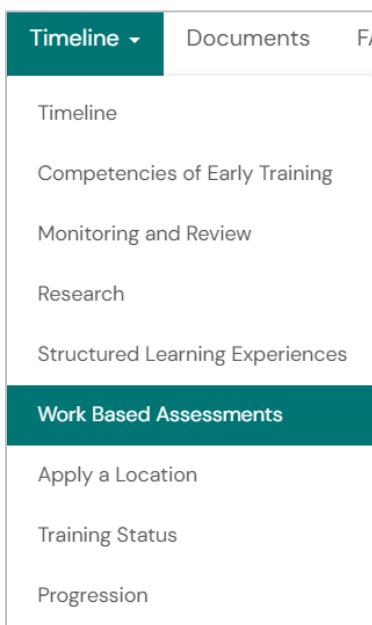 Timeline Documents
Timeline
Competencies of Early Training
Monitoring and Review
Research
Structured Learning Experiences
Work Based Assessments
Apply a Location
Training Status
Progression